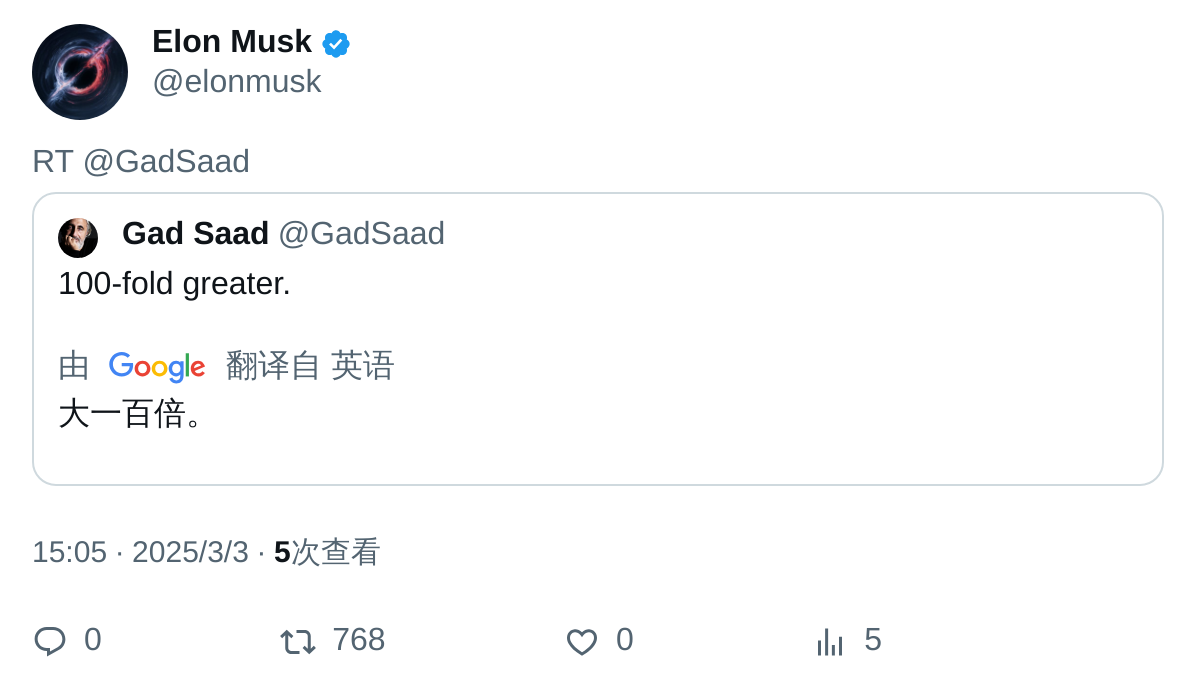 Elon Musk
@elonmusk
RT @GadSaad
Gad Saad @GadSaad
100-fold greater.
由 Google 翻译自 英语
大一百倍。
15:05 · 2025/3/3 · 5次查看
0 768 0 5